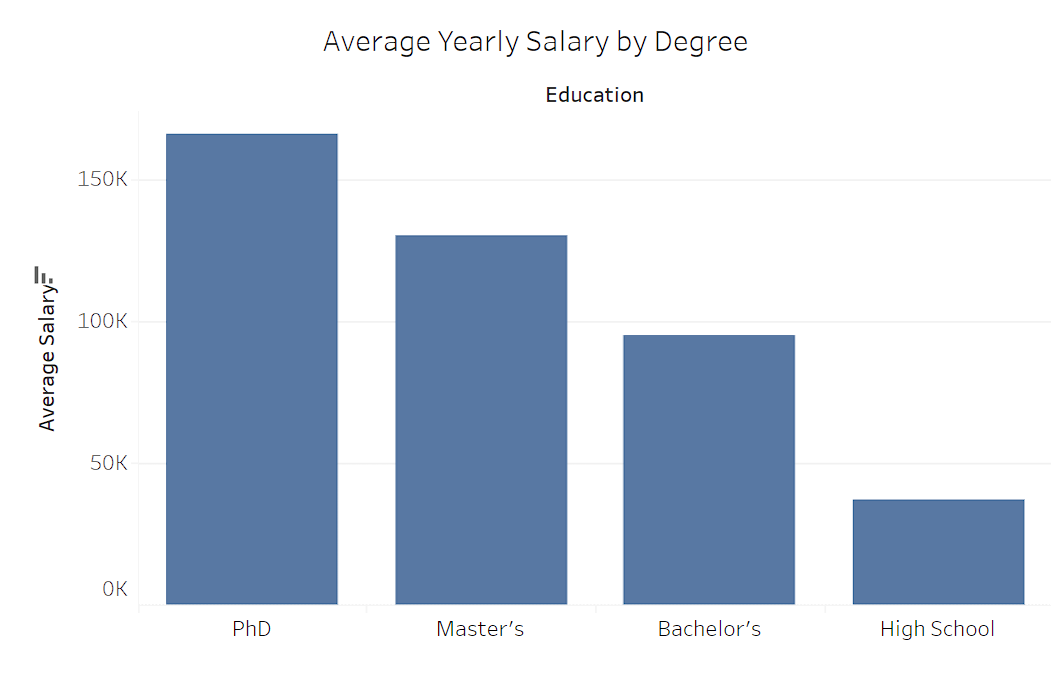 Average Yearly Salary by Degree
Education
Average Salary
150K
100K
50K
0K
PhD
Master's
Bachelor's
High School